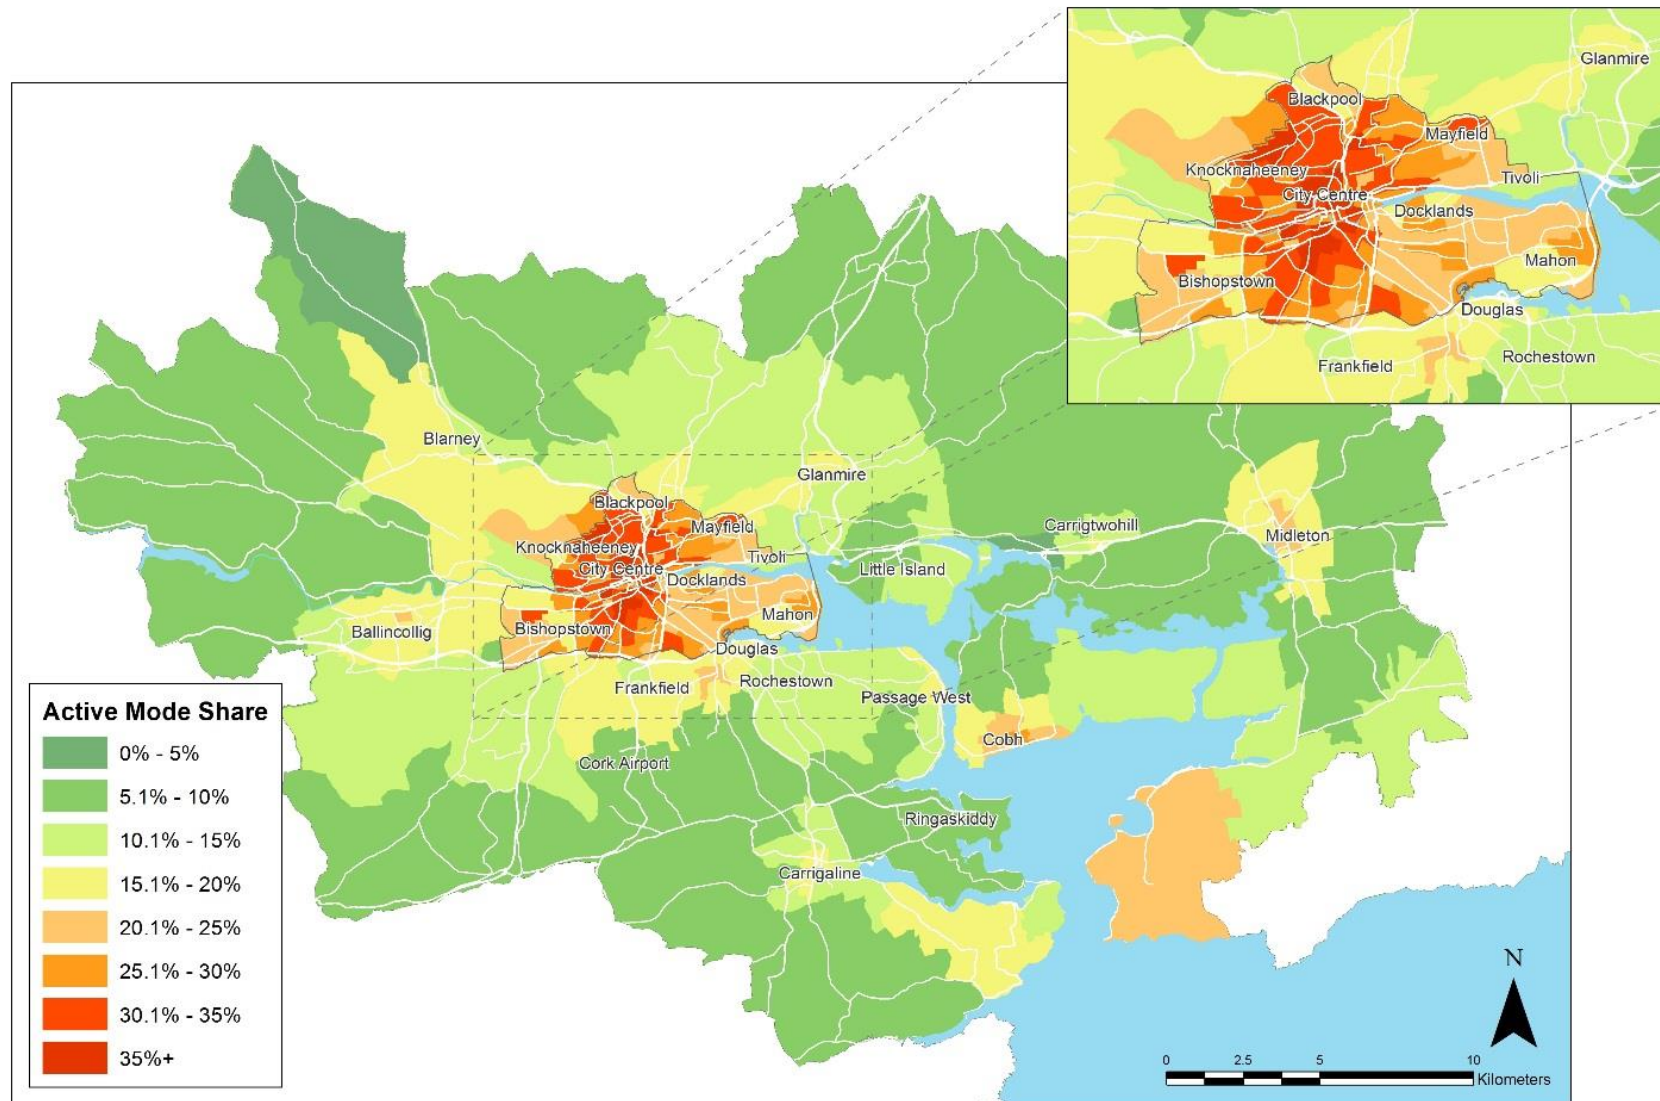 Glanmire
Blackpool
Mayfield
Knocknaheeney
Tivoli
City Centre
Docklands
Mahon
Bishopstown
Douglas
Rochestown
Frankfield
Blarney
Glanmire
Blackpool
Mayfield
Carrigtwohill
Midleton
Knocknaheeney
Tivoli
City Centre
Little Island
Docklands
Mahon
Ballincollig
Bishopstown
Douglas
Rochestown
Frankfield
Passage West
Cobh
Cork Airport
Ringaskiddy
Carrigaline
Active Mode Share
0% - 5%
5.1% - 10%
10.1% - 15%
15.1% - 20%
20.1% - 25%
25.1% - 30%
30.1% - 35%
35%+
N
0 2.5 5 10
Kilometers